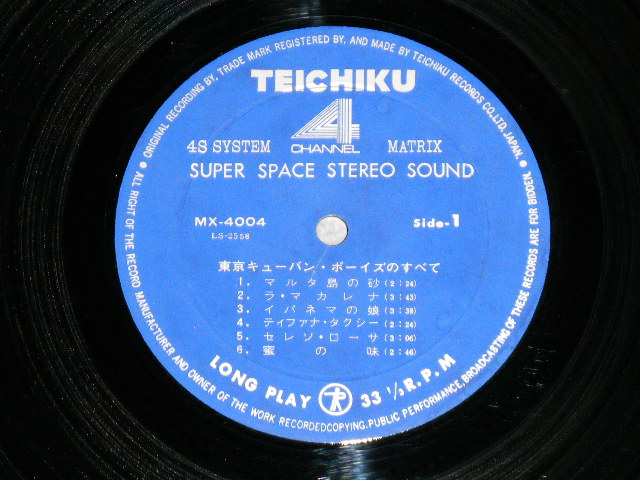 • ORIGINAL RECORDING BY, TRADE MARK REGISTERED BY, AND MADE BY TEICHIKU RECORDS CO., LTD, JAPAN. •
TEICHIKU
4
CHANNEL
4S SYSTEM MATRIX
SUPER SPACE STEREO SOUND
MX-4004 Side-1
LS-2558
東京キューバン・ボーイズのすべて
1. マルタ島の砂 (2:24)
2. ラ・マカレナ (3:43)
3. イパネマの娘 (3:38)
4. ティファナ・タクシー (2:24)
5. セレソ・ローサ (3:06)
6. 蜜の味 (2:46)
LONG PLAY 33 1/3 R.P.M
ALL RIGHT OF THE RECORD MANUFACTURER AND OWNER OF THE WORK RECORDEDCOPYING. PUBLIC PERFORMANCE, BROADCASTING OF THESE RECORDS ARE FOR BIDDEN.